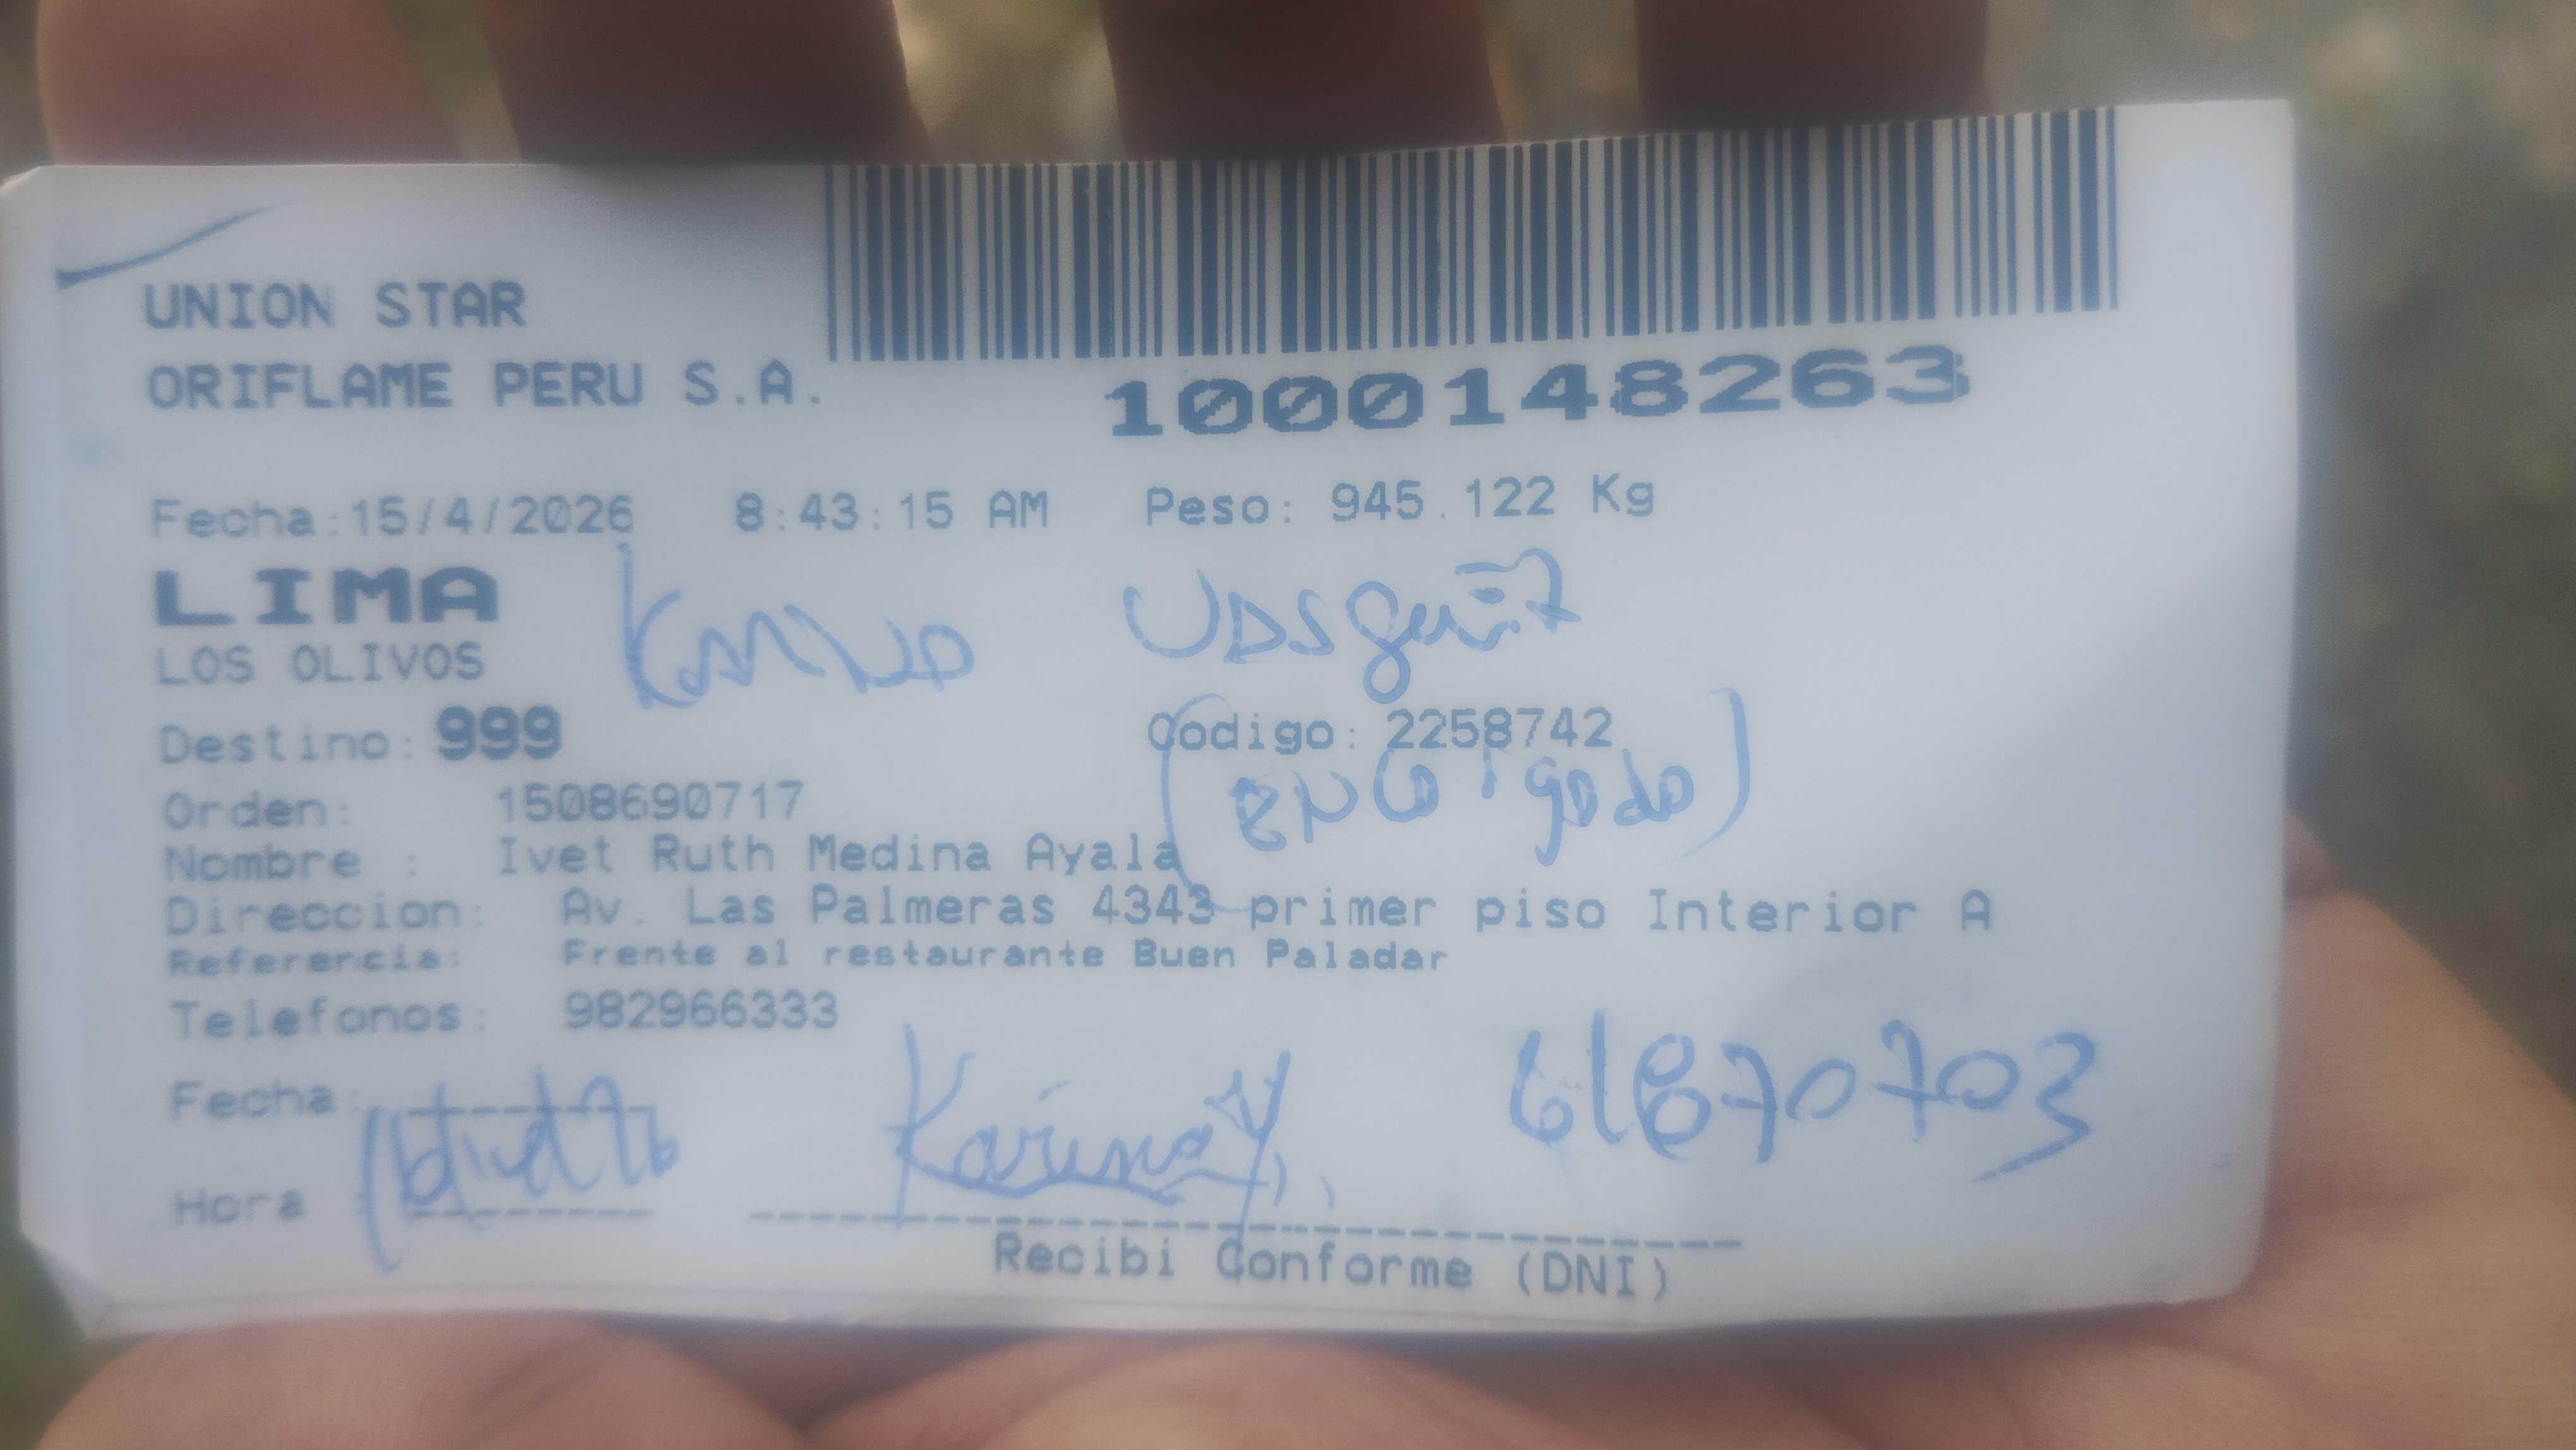 UNION STAR
ORIFLAME PERU S.A.
1000148263
Fecha:15/4/2026 8:43:15 AM Peso: 945.122 Kg
LIMA
LOS OLIVOS
Destino: 999
Codigo: 2258742
Orden: 1508690717
Nombre : Ivet Ruth Medina Ayala
Direccion: Av. Las Palmeras 4343 primer piso Interior A
Referencia: Frente al restaurante Buen Paladar
Telefonos: 982966333
Fecha:
Karina 61870703
Hora :
Recibi Conforme (DNI)